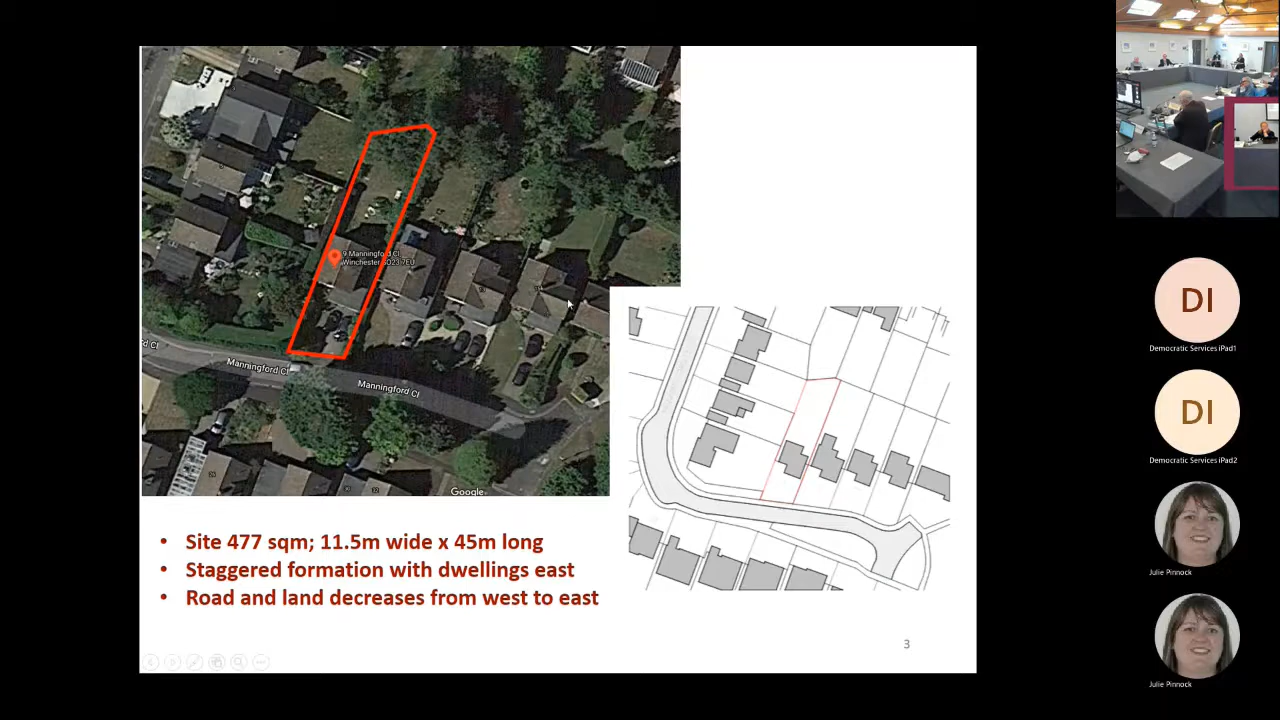 9 Manningford Cl,
Winchester SO23 7EU
rd Cl
Manningford Cl
Manningford Cl
Google
• Site 477 sqm; 11.5m wide x 45m long
• Staggered formation with dwellings east
• Road and land decreases from west to east
3
DI
Democratic Services iPad1
DI
Democratic Services iPad2
Julie Pinnock
Julie Pinnock